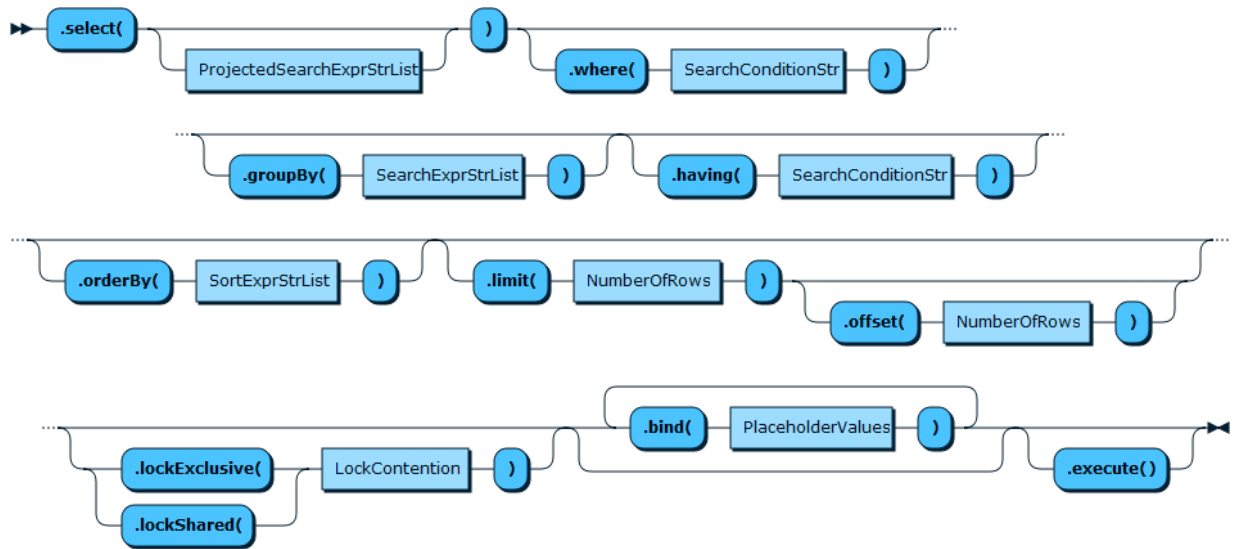 .select( )
ProjectedSearchExprStrList
.where( SearchConditionStr )
.groupBy( SearchExprStrList ) .having( SearchConditionStr )
.orderBy( SortExprStrList ) .limit( NumberOfRows )
.offset( NumberOfRows )
.bind( PlaceholderValues )
.lockExclusive( LockContention ) .execute()
.lockShared(